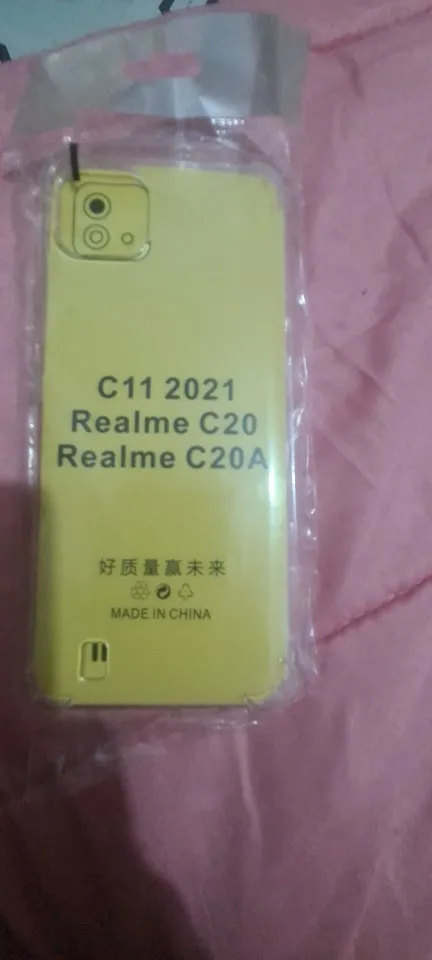 C11 2021
Realme C20
Realme C20A
好质量赢未来
MADE IN CHINA